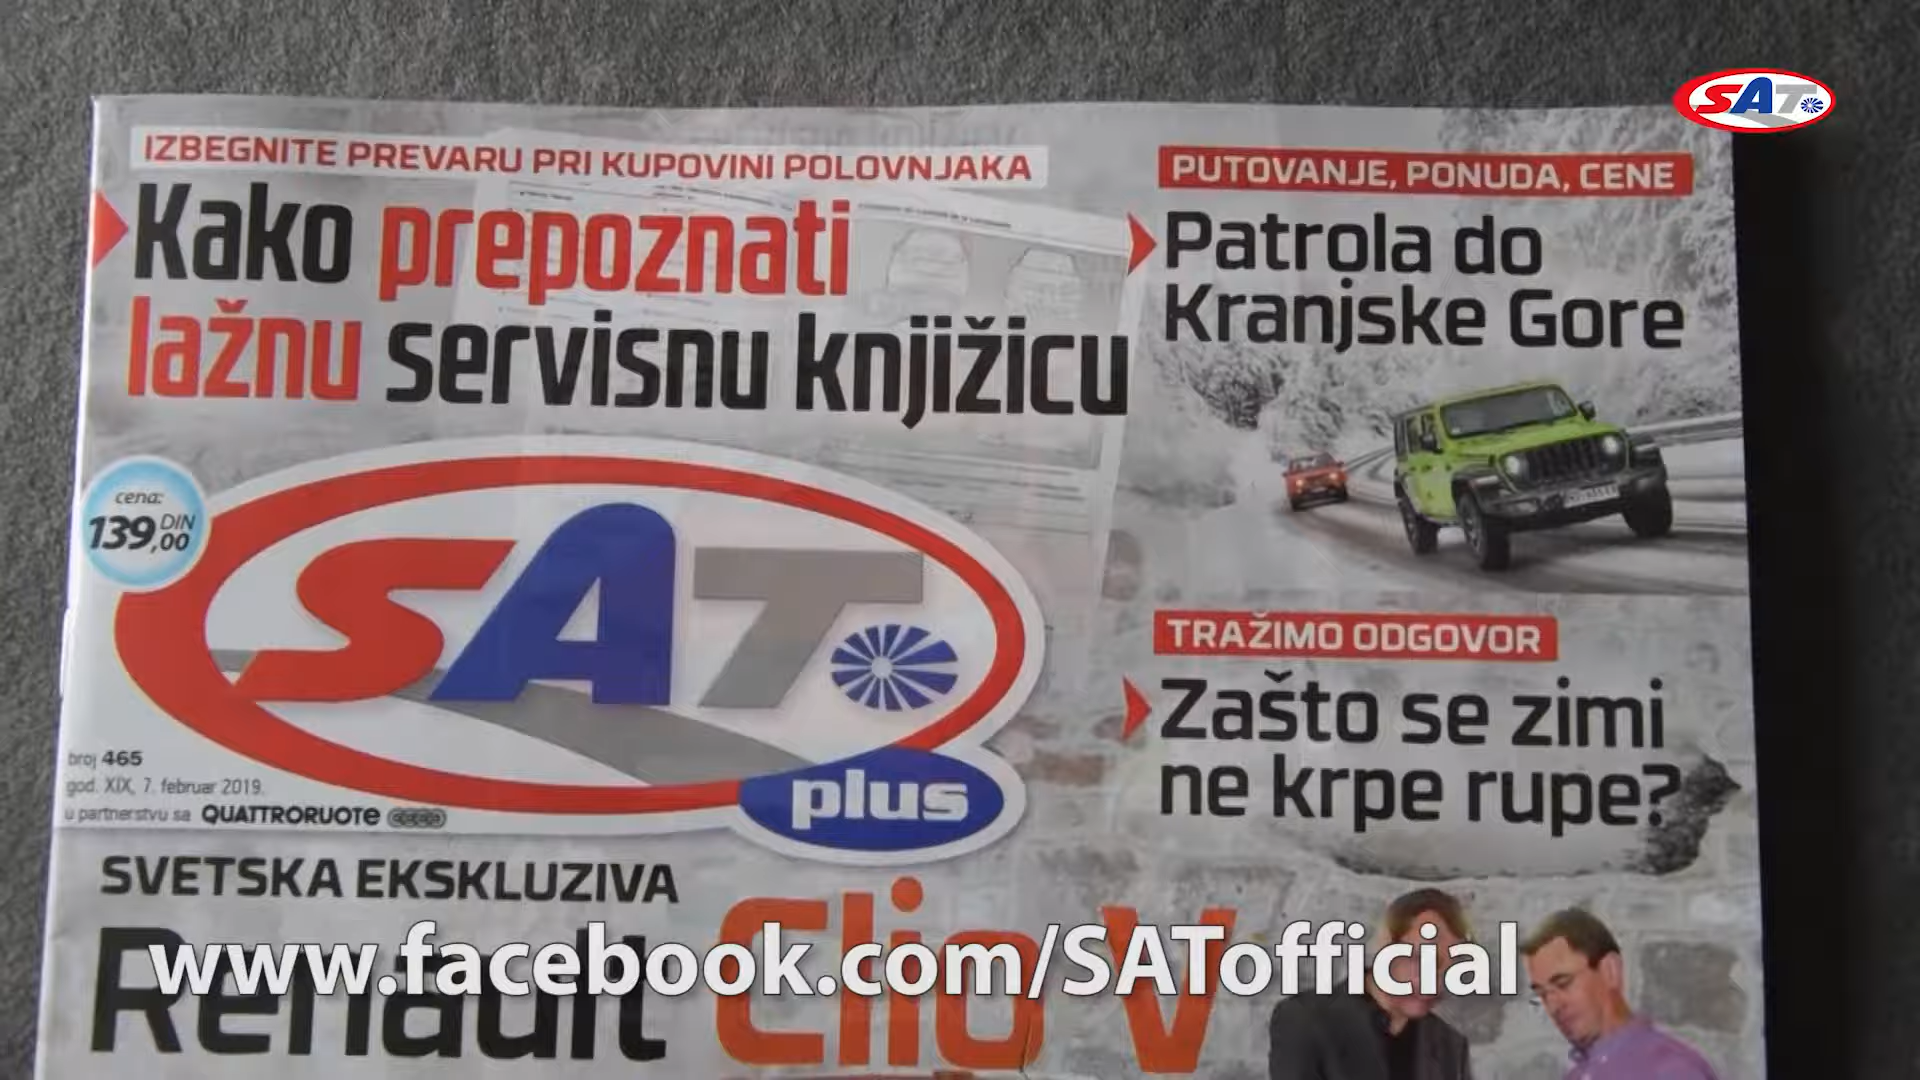 SAT
IZBEGNITE PREVARU PRI KUPOVINI POLOVNJAKA
Kako prepoznati
lažnu servisnu knjižicu
PUTOVANJE, PONUDA, CENE
Patrola do
Kranjske Gore
cena:
139,00 DIN
SAT
plus
TRAŽIMO ODGOVOR
Zašto se zimi
ne krpe rupe?
broj 465
god. XIX, 7. februar 2019.
u partnerstvu sa QUATTRORUOTE
SVETSKA EKSKLUZIVA
Renault Clio V
www.facebook.com/SATofficial